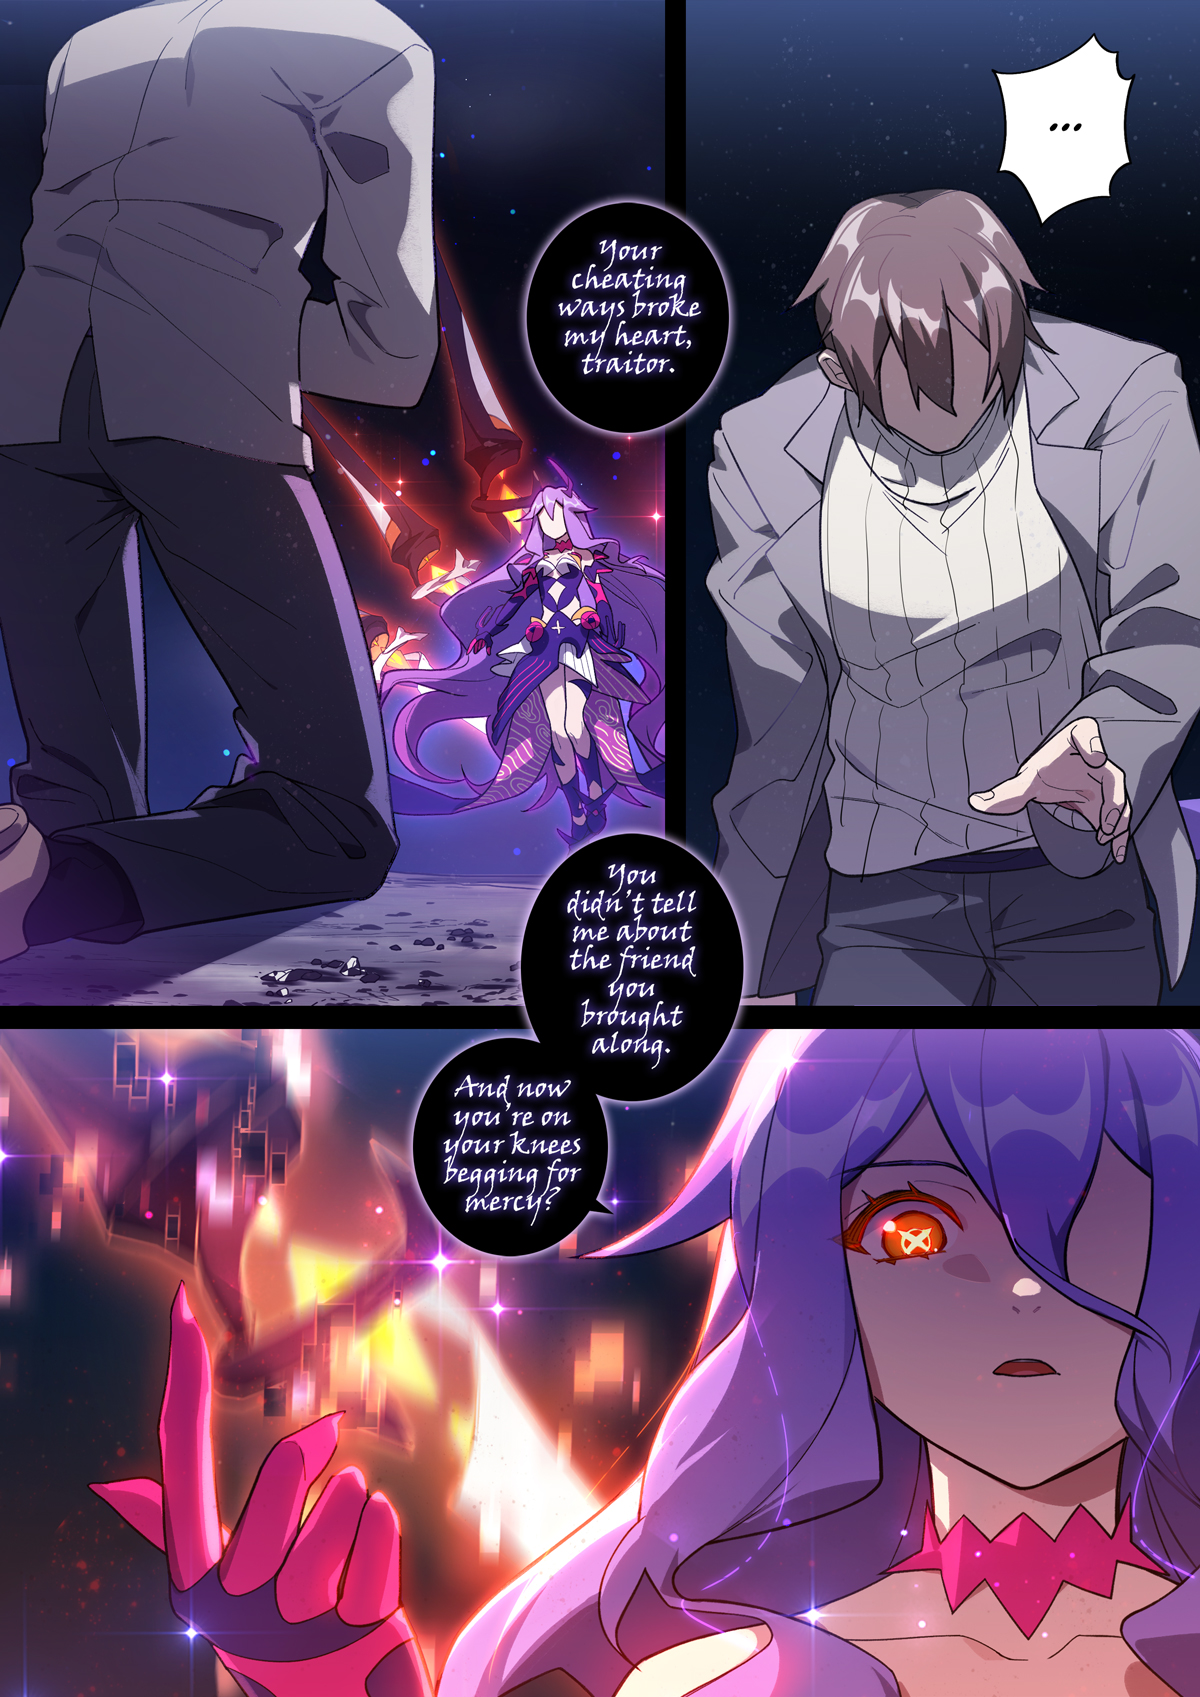 ...
Your
cheating
ways broke
my heart,
traitor.
You
didn't tell
me about
the friend
you
brought
along.
And now
you're on
your knees
begging for
mercy?